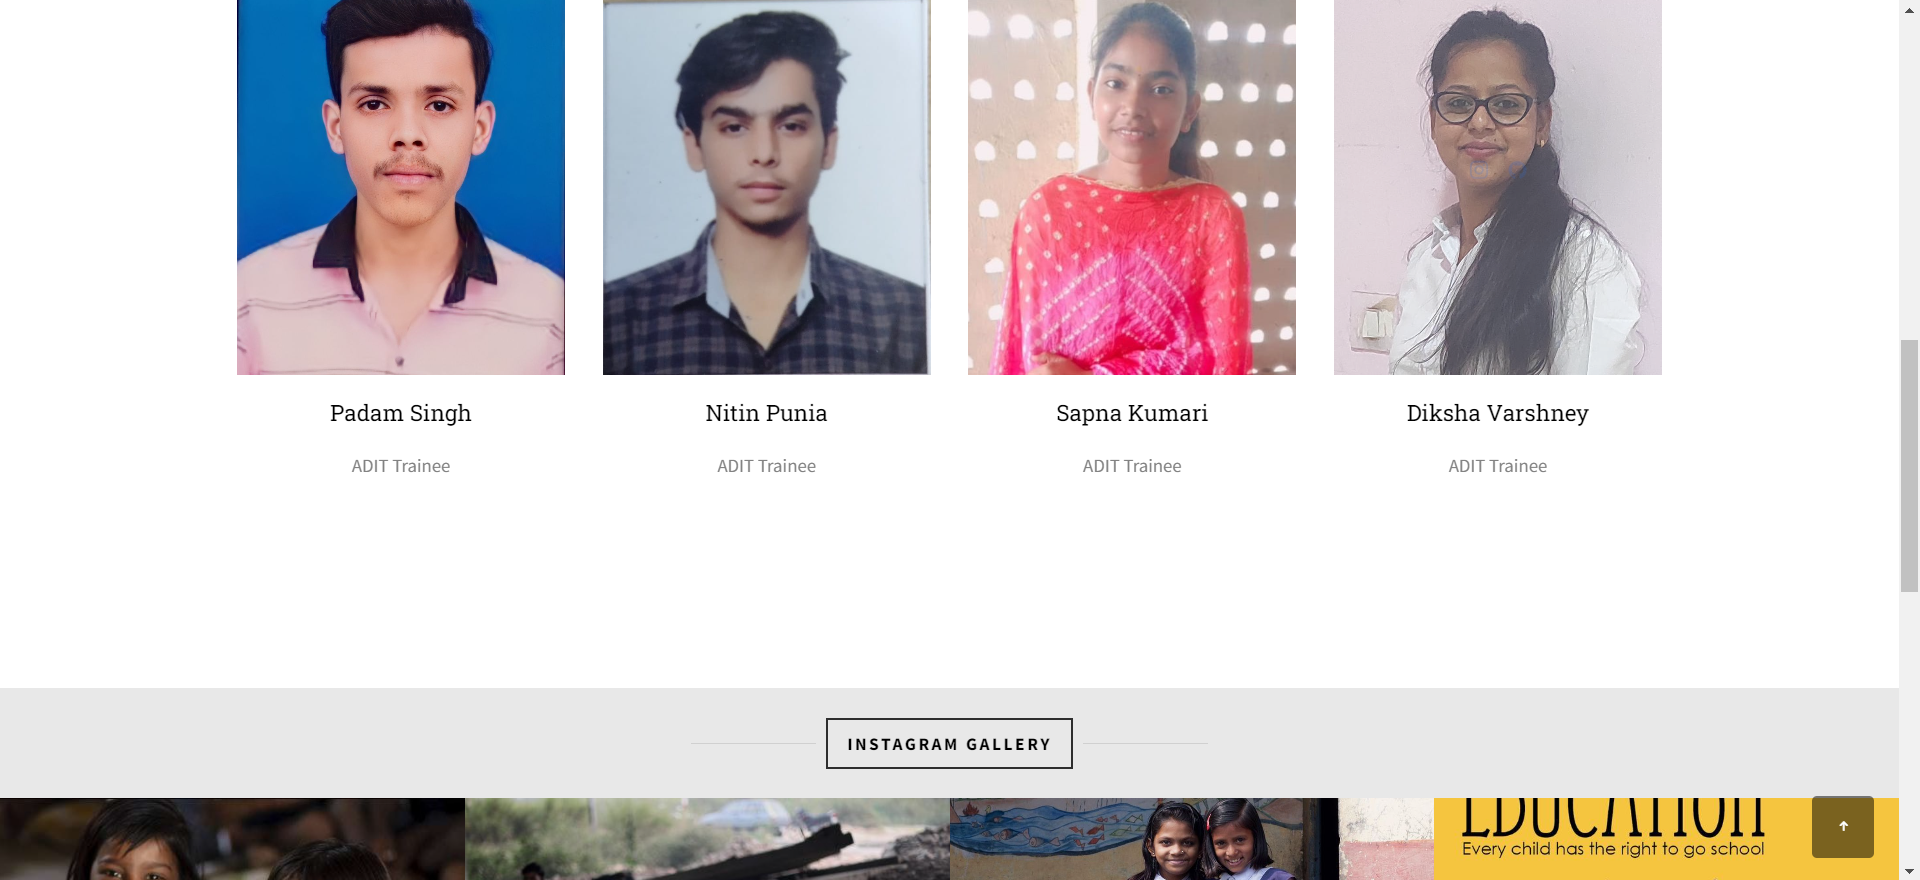 Padam Singh
Nitin Punia
Sapna Kumari
Diksha Varshney
ADIT Trainee
ADIT Trainee
ADIT Trainee
ADIT Trainee
INSTAGRAM GALLERY
EDUCATION
Every child has the right to go school